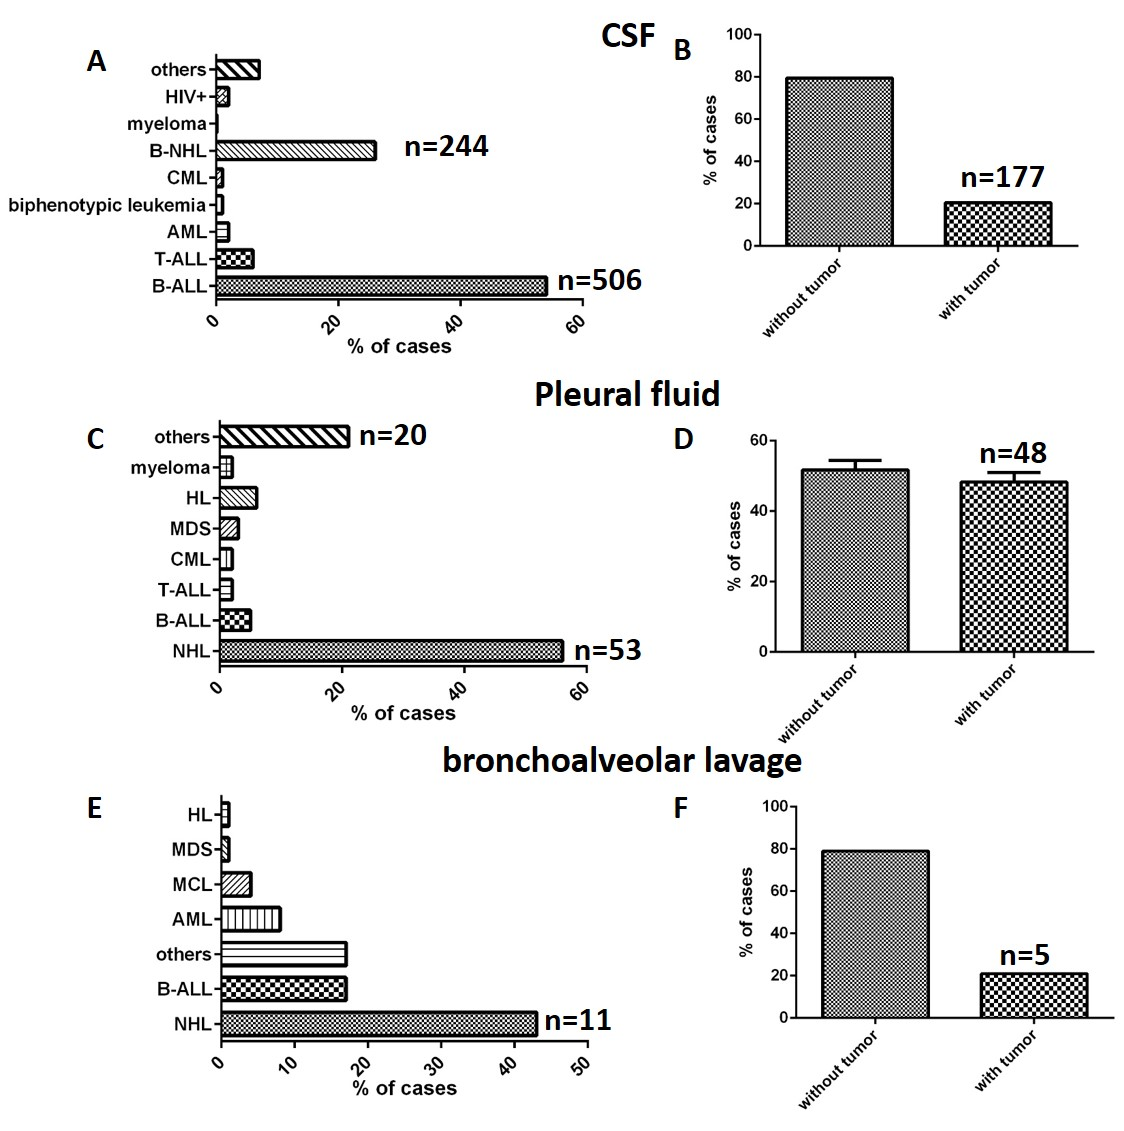 CSF
A
others
HIV+
myeloma
B-NHL
n=244
CML
biphenotypic leukemia
AML
T-ALL
B-ALL
n=506
0
20
40
60
% of cases
B
100
80
60
40
20
0
% of cases
n=177
without tumor
with tumor
Pleural fluid
C
others
n=20
myeloma
HL
MDS
CML
T-ALL
B-ALL
NHL
n=53
0
20
40
60
% of cases
D
60
40
20
0
% of cases
n=48
without tumor
with tumor
bronchoalveolar lavage
E
HL
MDS
MCL
AML
others
B-ALL
NHL
n=11
0
10
20
30
40
50
% of cases
F
100
80
60
40
20
0
% of cases
n=5
without tumor
with tumor